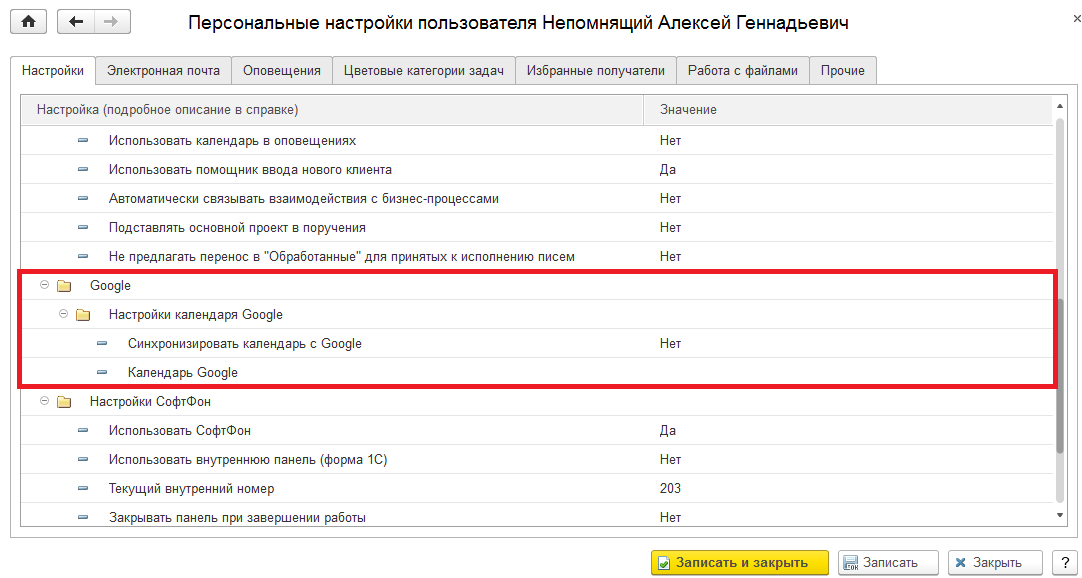 Персональные настройки пользователя Непомнящий Алексей Геннадьевич
Настройки Электронная почта Оповещения Цветовые категории задач Избранные получатели Работа с файлами Прочие
Настройка (подробное описание в справке) Значение
Использовать календарь в оповещениях Нет
Использовать помощник ввода нового клиента Да
Автоматически связывать взаимодействия с бизнес-процессами Нет
Подставлять основной проект в поручения Нет
Не предлагать перенос в "Обработанные" для принятых к исполнению писем Нет
Google
Настройки календаря Google
Синхронизировать календарь с Google Нет
Календарь Google
Настройки СофтФон
Использовать СофтФон Да
Использовать внутреннюю панель (форма 1С) Нет
Текущий внутренний номер 203
Закрывать панель при завершении работы Нет
Записать и закрыть Записать Закрыть ?